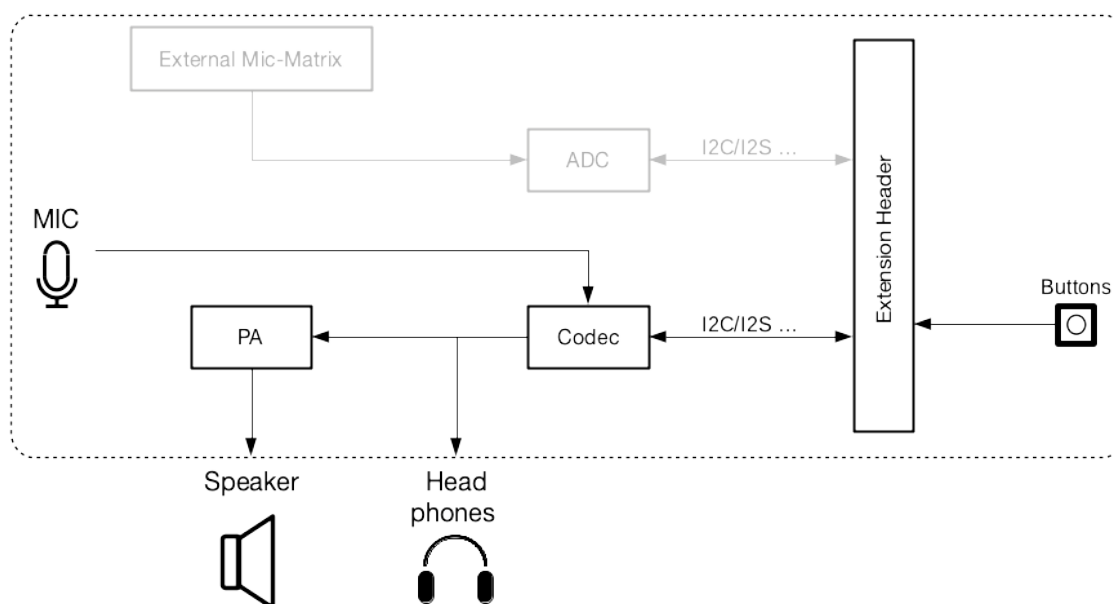 External Mic-Matrix
ADC
I2C/I2S ...
Extension Header
MIC
Buttons
PA
Codec
I2C/I2S ...
Speaker
Head
phones